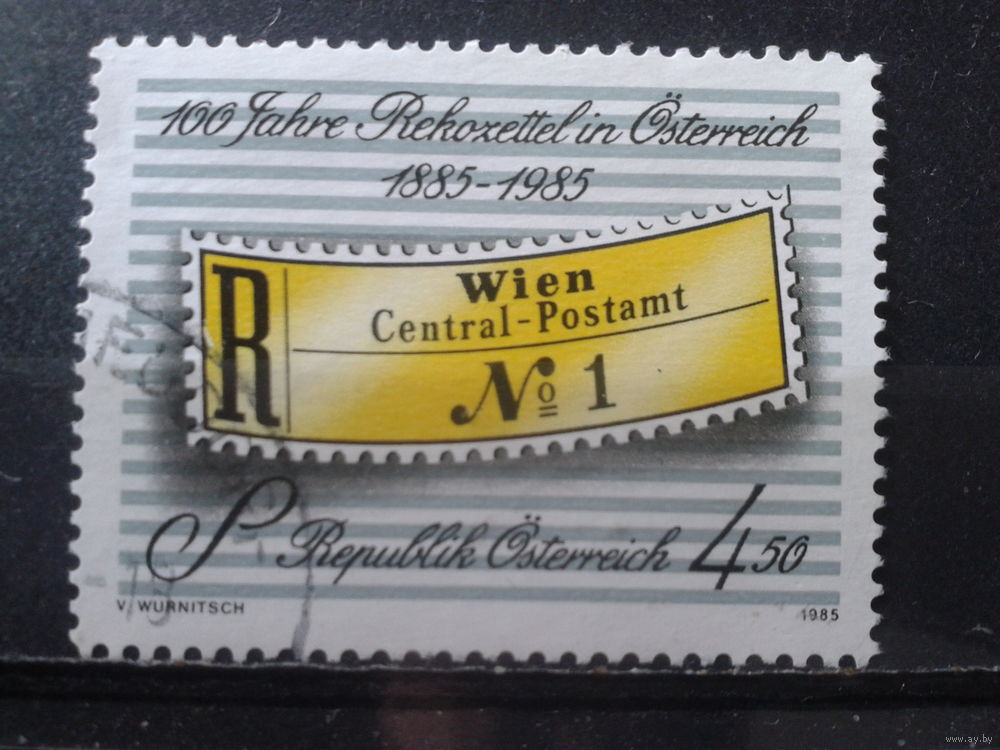 100 Jahre Rekozettel in Österreich
1885-1985
R
Wien
Central-Postamt
No 1
S Republik Österreich 4 50
V. WURNITSCH
1985
www.ay.by